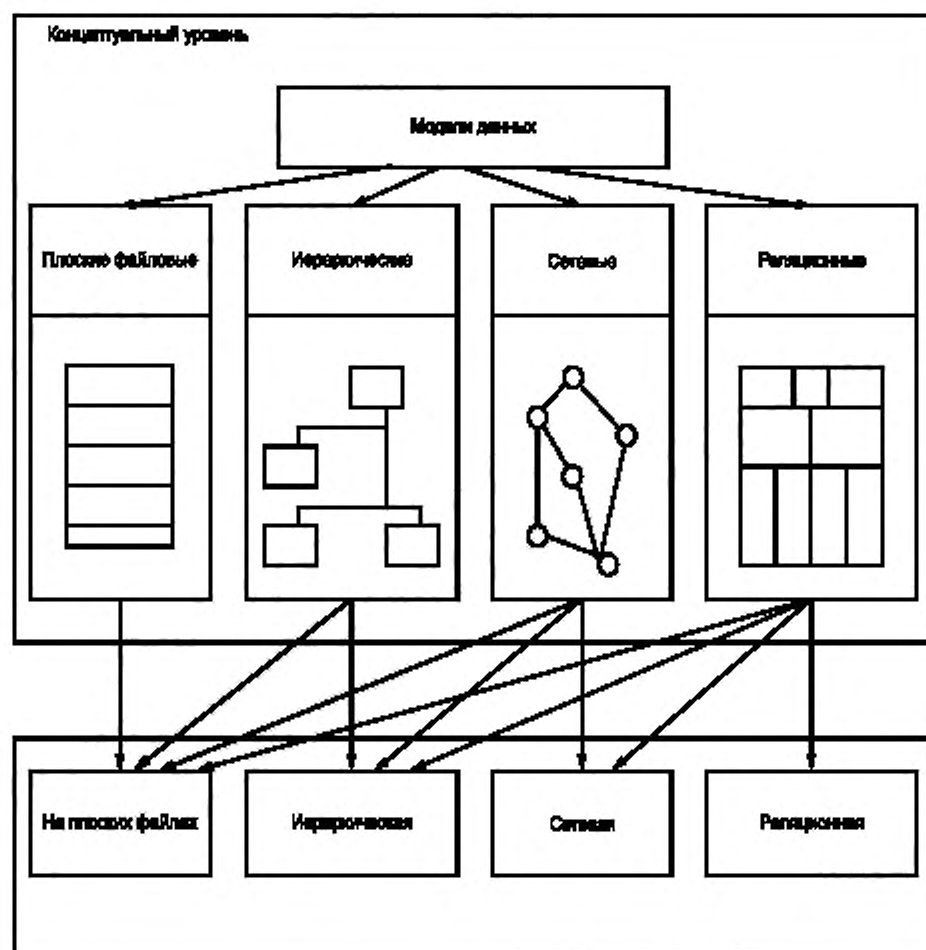 Концептуальный уровень
Модели данных
Плоские файловые
Иерархические
Сетевые
Реляционные
На плоских файлах
Иерархическая
Сетевая
Реляционная